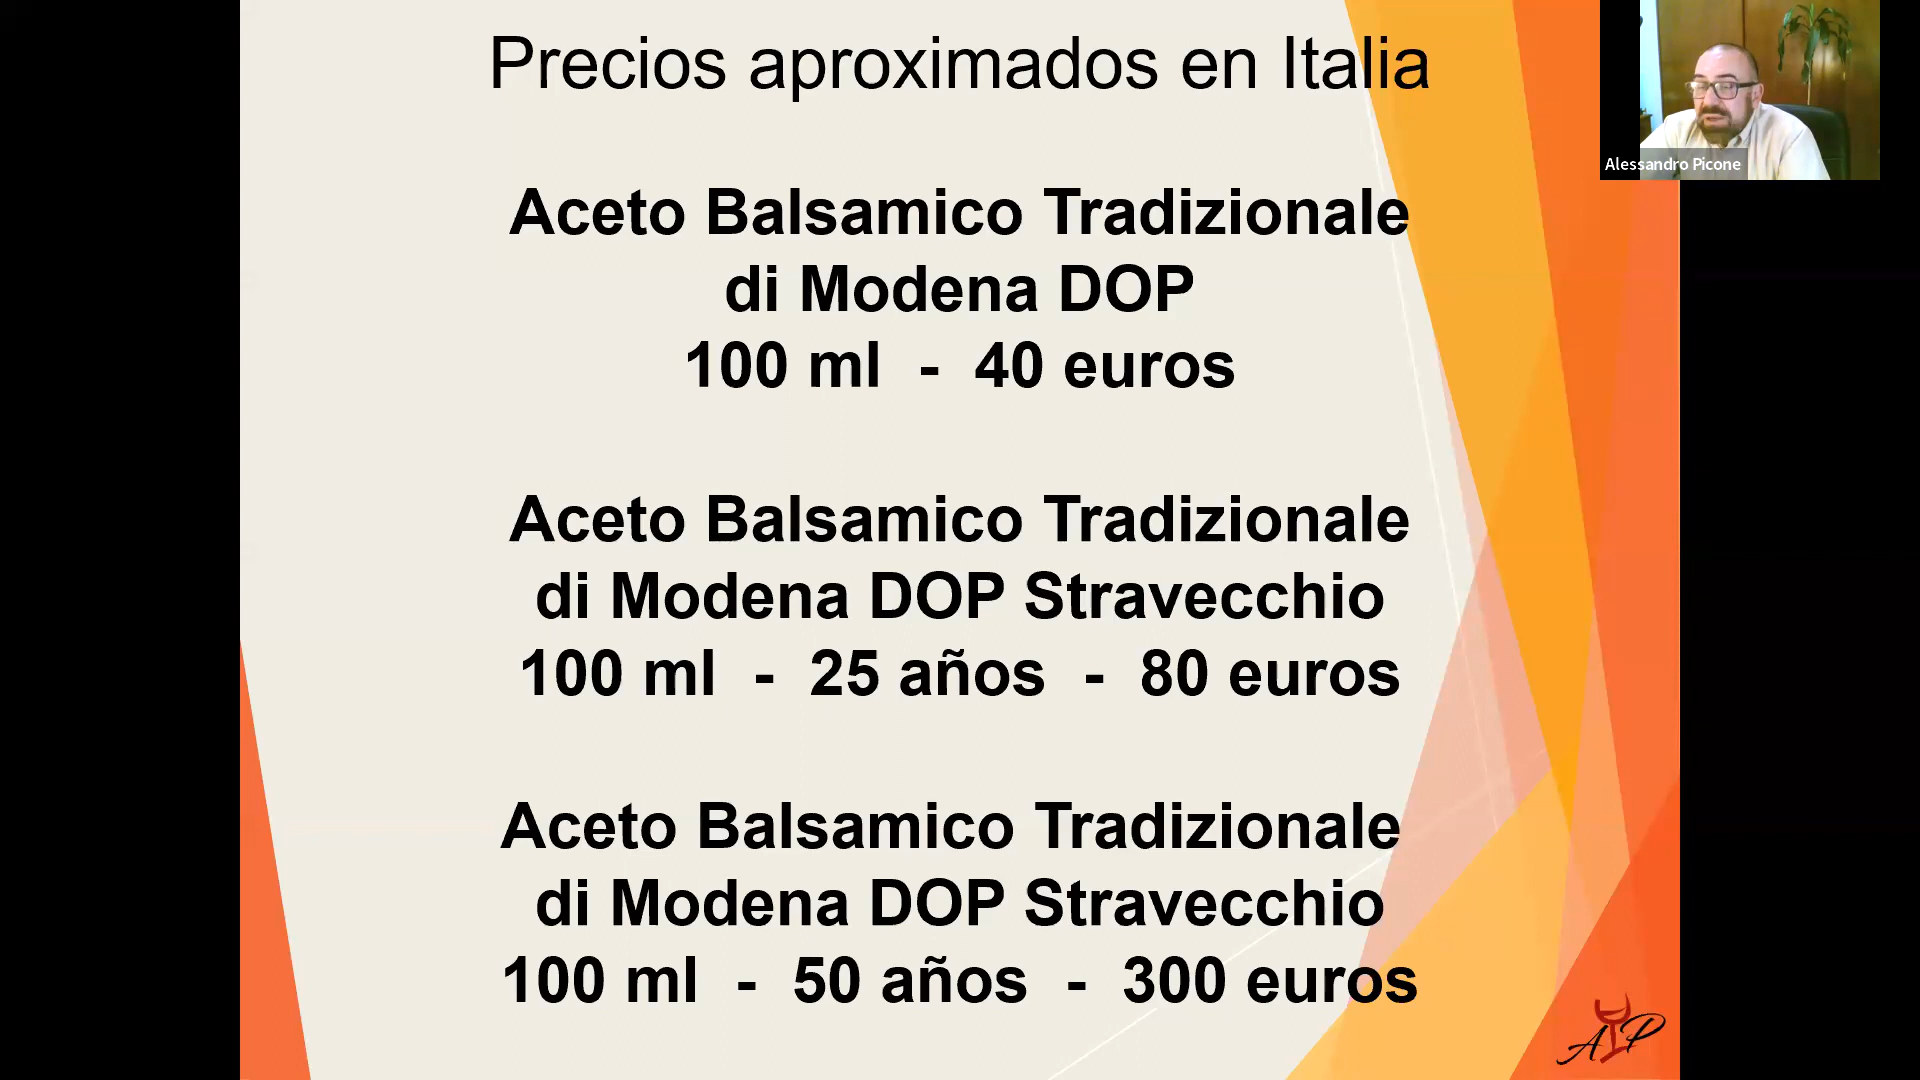 Precios aproximados en Italia
Alessandro Picone
Aceto Balsamico Tradizionale
di Modena DOP
100 ml - 40 euros
Aceto Balsamico Tradizionale
di Modena DOP Stravecchio
100 ml - 25 años - 80 euros
Aceto Balsamico Tradizionale
di Modena DOP Stravecchio
100 ml - 50 años - 300 euros
AP